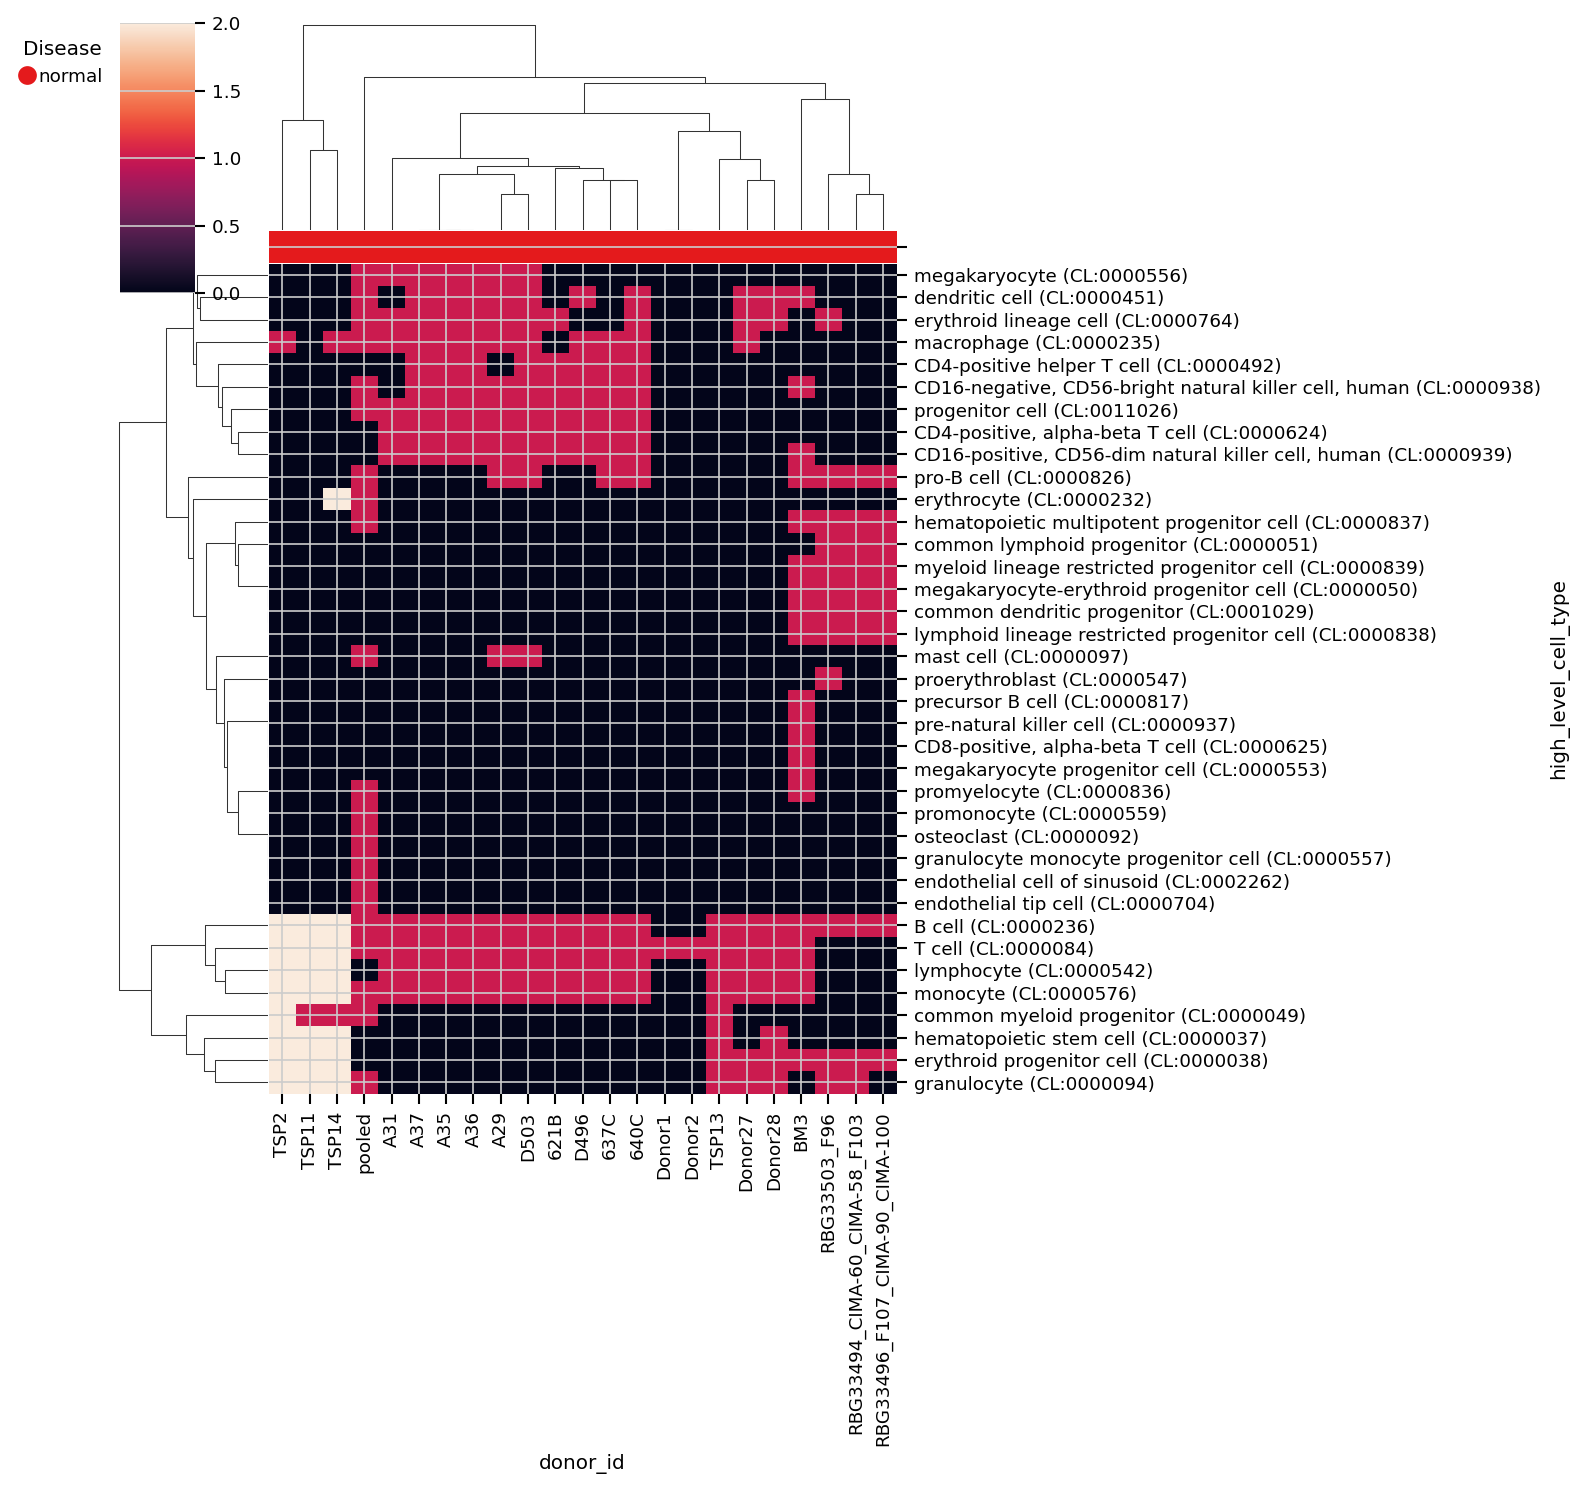 Disease
normal
2.0
1.5
1.0
0.5
0.0
megakaryocyte (CL:0000556)
dendritic cell (CL:0000451)
erythroid lineage cell (CL:0000764)
macrophage (CL:0000235)
CD4-positive helper T cell (CL:0000492)
CD16-negative, CD56-bright natural killer cell, human (CL:0000938)
progenitor cell (CL:0011026)
CD4-positive, alpha-beta T cell (CL:0000624)
CD16-positive, CD56-dim natural killer cell, human (CL:0000939)
pro-B cell (CL:0000826)
erythrocyte (CL:0000232)
hematopoietic multipotent progenitor cell (CL:0000837)
common lymphoid progenitor (CL:0000051)
myeloid lineage restricted progenitor cell (CL:0000839)
megakaryocyte-erythroid progenitor cell (CL:0000050)
common dendritic progenitor (CL:0001029)
lymphoid lineage restricted progenitor cell (CL:0000838)
mast cell (CL:0000097)
proerythroblast (CL:0000547)
precursor B cell (CL:0000817)
pre-natural killer cell (CL:0000937)
CD8-positive, alpha-beta T cell (CL:0000625)
megakaryocyte progenitor cell (CL:0000553)
promyelocyte (CL:0000836)
promonocyte (CL:0000559)
osteoclast (CL:0000092)
granulocyte monocyte progenitor cell (CL:0000557)
endothelial cell of sinusoid (CL:0002262)
endothelial tip cell (CL:0000704)
B cell (CL:0000236)
T cell (CL:0000084)
lymphocyte (CL:0000542)
monocyte (CL:0000576)
common myeloid progenitor (CL:0000049)
hematopoietic stem cell (CL:0000037)
erythroid progenitor cell (CL:0000038)
granulocyte (CL:0000094)
high_level_cell_type
TSP2
TSP11
TSP14
pooled
A31
A37
A35
A36
A29
D503
621B
D496
637C
640C
Donor1
Donor2
TSP13
Donor27
Donor28
BM3
RBG33503_F96
RBG33494_CIMA-60_CIMA-58_F103
RBG33496_F107_CIMA-90_CIMA-100
donor_id